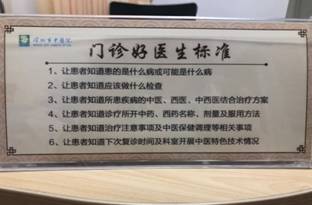 深圳市中医院
门诊好医生标准
1、让患者知道患的是什么病或可能是什么病
2、让患者知道应该做什么检查
3、让患者知道所患疾病的中医、西医、中西医结合治疗方案
4、让患者知道诊疗所开中药、西药名称、剂量及服用方法
5、让患者知道治疗注意事项及中医保健调理等相关事项
6、让患者知道下次复诊时间及科室开展中医特色技术情况